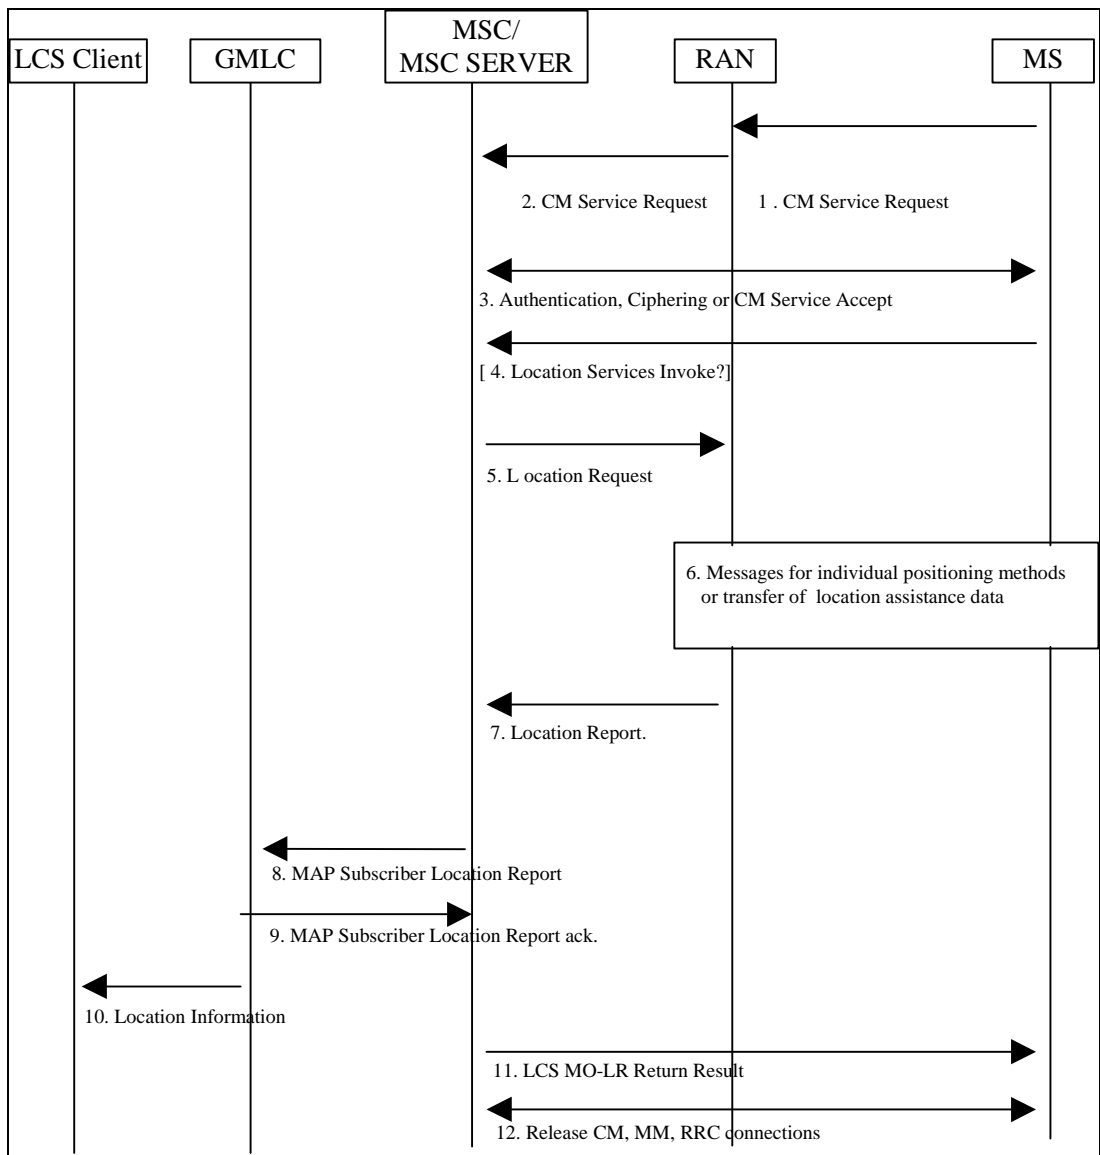 LCS Client
GMLC
MSC/
MSC SERVER
RAN
MS
2. CM Service Request
1 . CM Service Request
3. Authentication, Ciphering or CM Service Accept
[ 4. Location Services Invoke?]
5. L ocation Request
6. Messages for individual positioning methods
or transfer of location assistance data
7. Location Report.
8. MAP Subscriber Location Report
9. MAP Subscriber Location Report ack.
10. Location Information
11. LCS MO-LR Return Result
12. Release CM, MM, RRC connections